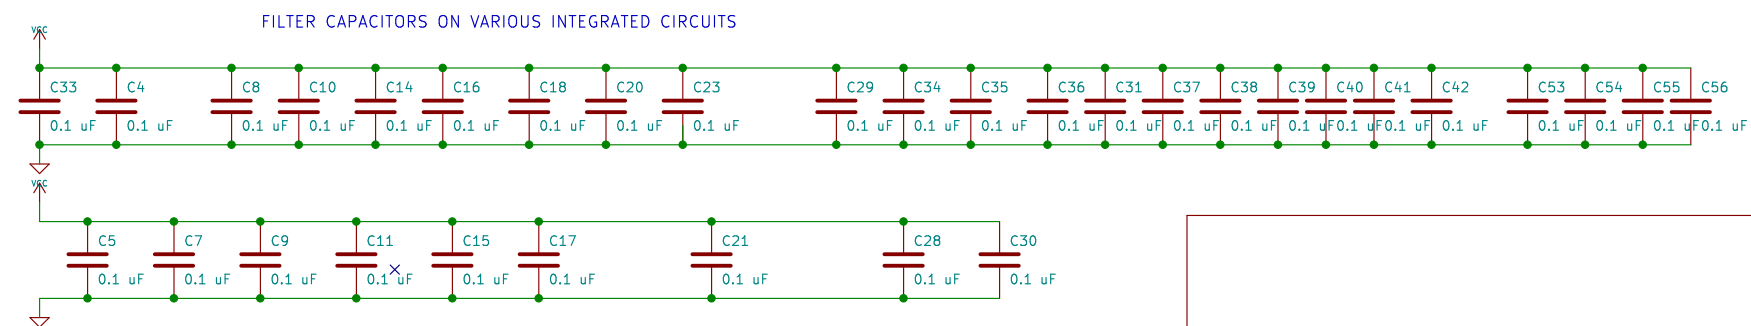 FILTER CAPACITORS ON VARIOUS INTEGRATED CIRCUITS
VCC
C33 C4 C8 C10 C14 C16 C18 C20 C23 C29 C34 C35 C36 C31 C37 C38 C39 C40 C41 C42 C53 C54 C55 C56
0.1 uF 0.1 uF 0.1 uF 0.1 uF 0.1 uF 0.1 uF 0.1 uF 0.1 uF 0.1 uF 0.1 uF 0.1 uF 0.1 uF 0.1 uF 0.1 uF 0.1 uF 0.1 uF 0.1 uF 0.1 uF 0.1 uF 0.1 uF 0.1 uF 0.1 uF 0.1 uF 0.1 uF
VCC
C5 C7 C9 C11 C15 C17 C21 C28 C30
0.1 uF 0.1 uF 0.1 uF 0.1 uF 0.1 uF 0.1 uF 0.1 uF 0.1 uF 0.1 uF